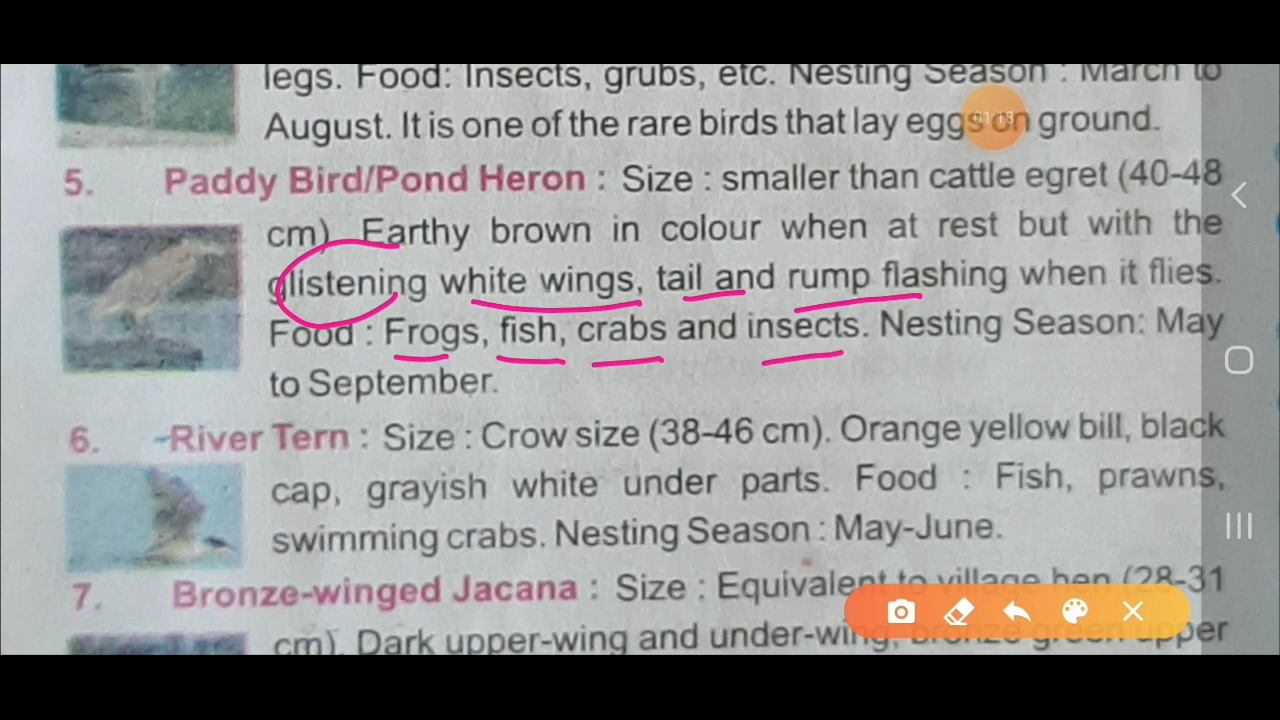 legs. Food: Insects, grubs, etc. Nesting Season : March to
August. It is one of the rare birds that lay eggs on ground.
01:13
5. Paddy Bird/Pond Heron : Size : smaller than cattle egret (40-48
cm) Earthy brown in colour when at rest but with the
glistening white wings, tail and rump flashing when it flies.
Food : Frogs, fish, crabs and insects. Nesting Season: May
to September.
6. River Tern : Size : Crow size (38-46 cm). Orange yellow bill, black
cap, grayish white under parts. Food : Fish, prawns,
swimming crabs. Nesting Season : May-June.
7. Bronze-winged Jacana : Size : Equivalent to village hen (28-31
cm). Dark upper-wing and under-wing, bronze green upper